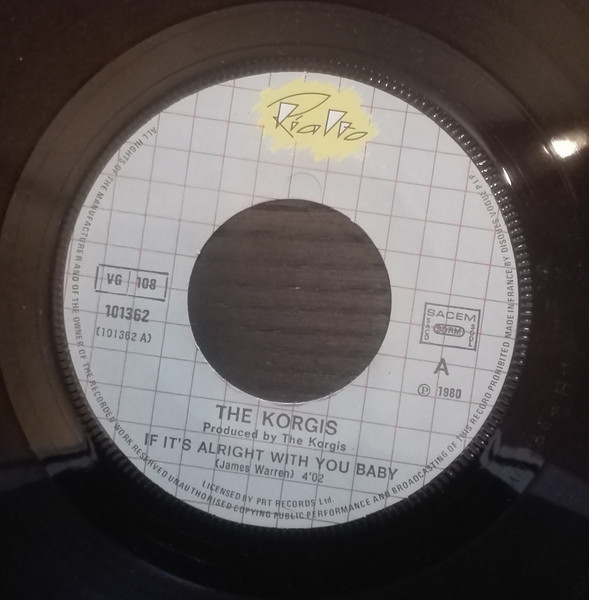 Rialto
VG 108
101362
(101362 A)
SACEM
SACD
SDRM
SGDL
A
℗ 1980
THE KORGIS
Produced by The Korgis
IF IT'S ALRIGHT WITH YOU BABY
(James Warren) 4'02
LICENSED BY PRT RECORDS Ltd.
ALL RIGHTS OF THE MANUFACTURER AND OF THE OWNER OF THE RECORDED WORK RESERVED UNAUTHORISED COPYING PUBLIC PERFORMANCE AND BROADCASTING OF THIS RECORD PROHIBITED MADE IN FRANCE BY DISQUES VOGUE P.I.P.